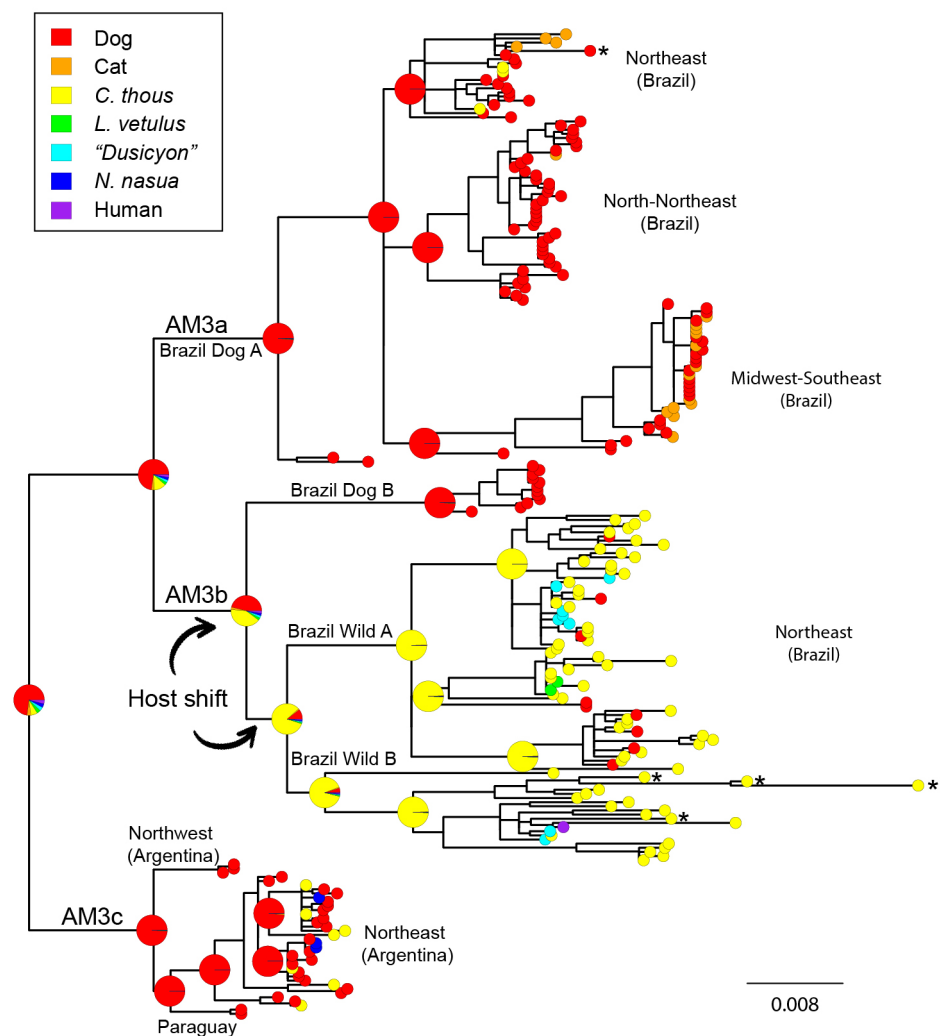 Dog
Cat
C. thous
L. vetulus
“Dusicyon”
N. nasua
Human
*
Northeast
(Brazil)
North-Northeast
(Brazil)
AM3a
Brazil Dog A
Midwest-Southeast
(Brazil)
Brazil Dog B
AM3b
Brazil Wild A
Northeast
(Brazil)
Host shift
Brazil Wild B
*
*
*
*
Northwest
(Argentina)
AM3c
Northeast
(Argentina)
0.008
Paraguay